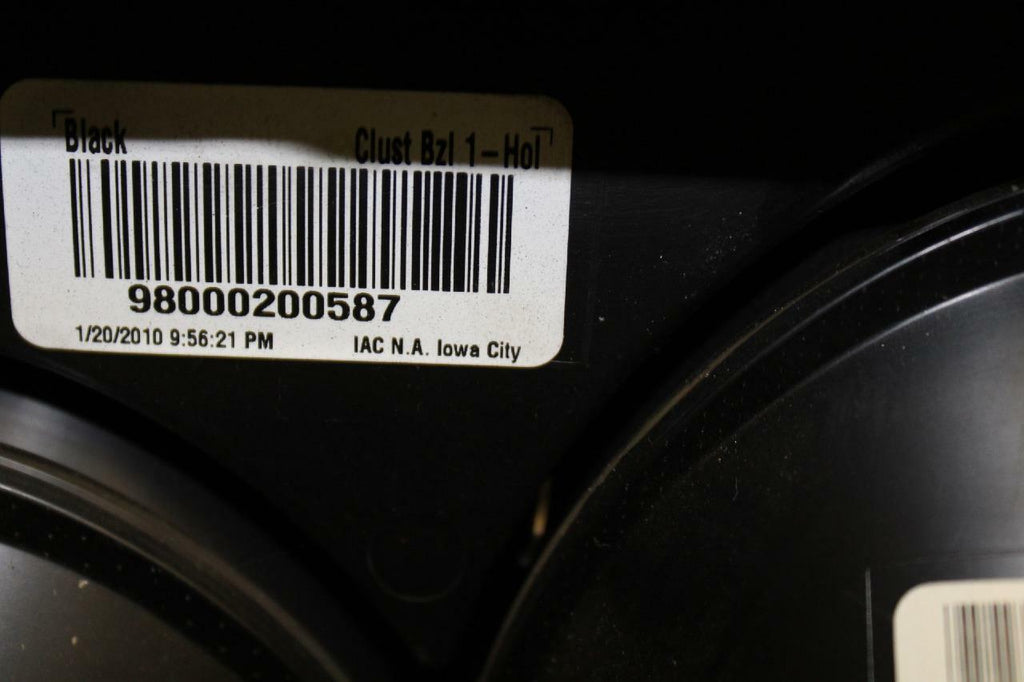 Black Clust Bzl 1-Hol
98000200587
1/20/2010 9:56:21 PM IAC N.A. Iowa City